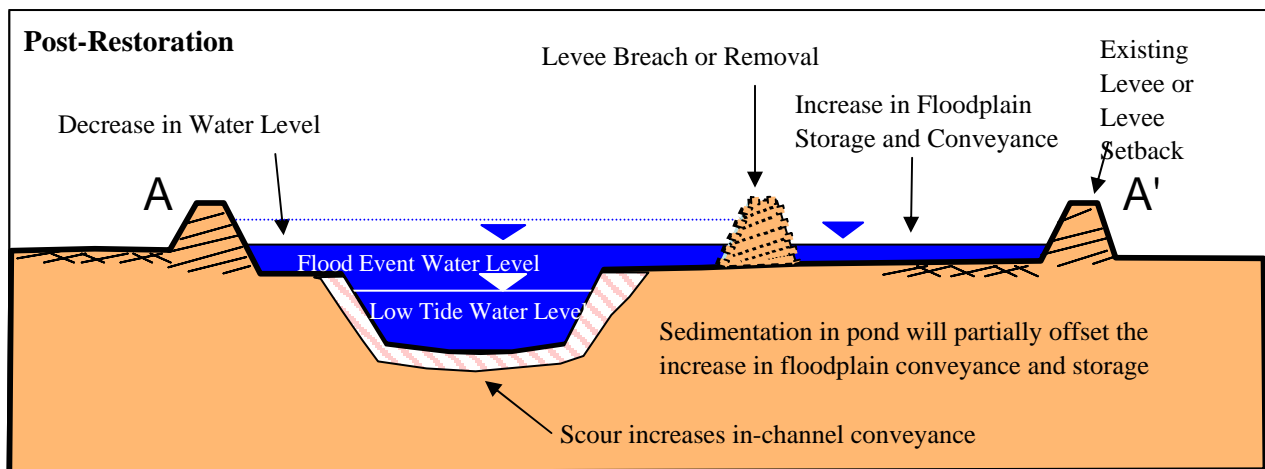 Post-Restoration
Levee Breach or Removal
Existing
Levee or
Levee
Setback
Decrease in Water Level
Increase in Floodplain
Storage and Conveyance
A
A'
Flood Event Water Level
Low Tide Water Level
Sedimentation in pond will partially offset the
increase in floodplain conveyance and storage
Scour increases in-channel conveyance